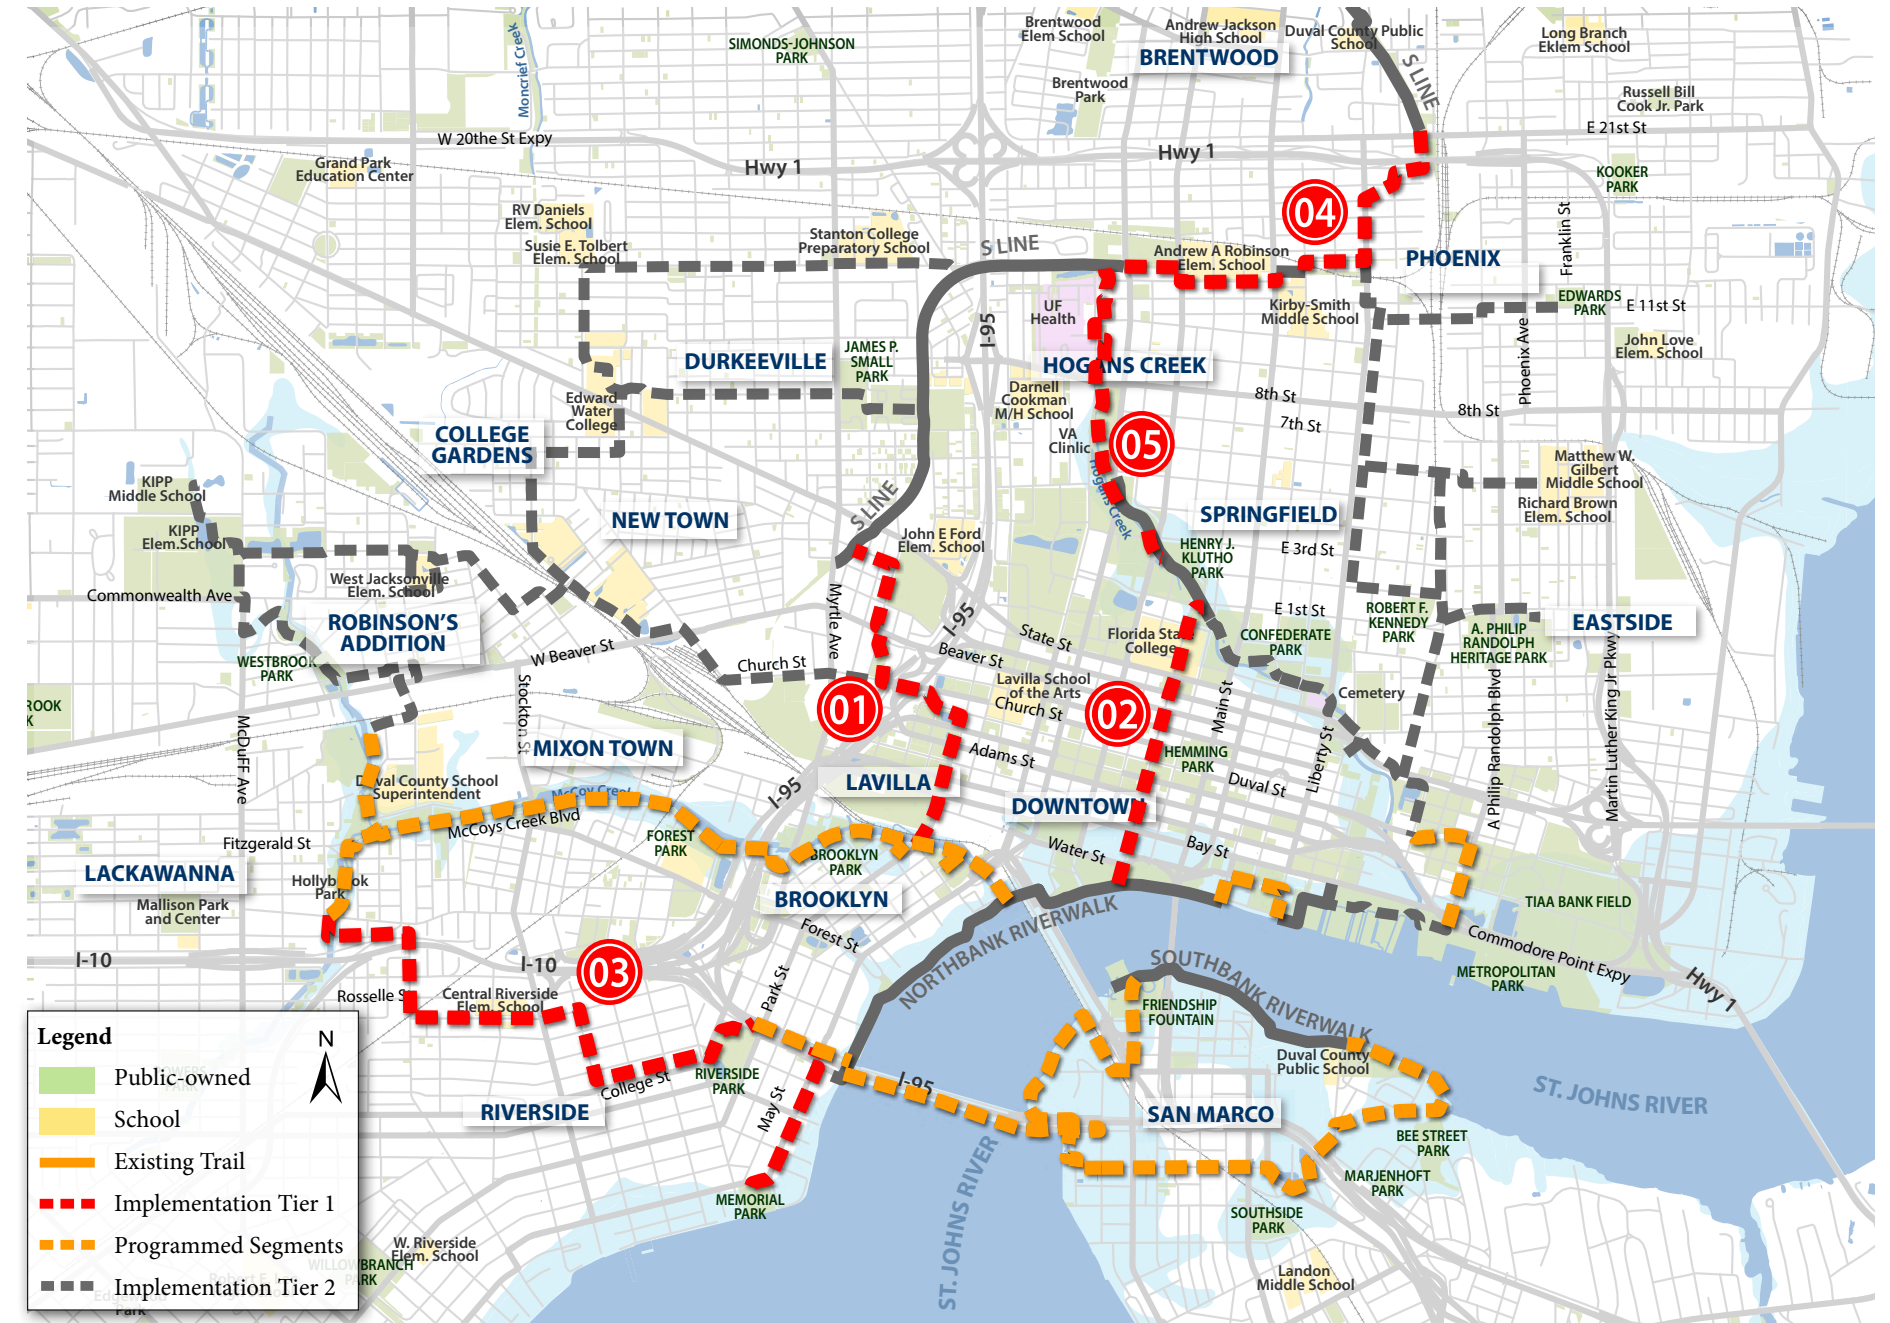 Brentwood
Elem School
Andrew Jackson
High School
Duval County Public
School
Long Branch
Eklem School
SIMONDS-JOHNSON
PARK
BRENTWOOD
Moncrief Creek
S LINE
Brentwood
Park
Russell Bill
Cook Jr. Park
E 21st St
W 20the St Expy
Hwy 1
Hwy 1
Grand Park
Education Center
KOOKER
PARK
04
RV Daniels
Elem. School
Susie E. Tolbert
Elem. School
Stanton College
Preparatory School
S LINE
Andrew A Robinson
Elem. School
PHOENIX
Franklin St
UF
Health
Kirby-Smith
Middle School
EDWARDS
PARK
E 11st St
I-95
Phoenix Ave
John Love
Elem. School
DURKEEVILLE
JAMES P.
SMALL
PARK
HOGANS CREEK
Darnell
Cookman
M/H School
8th St
8th St
7th St
Edward
Water
College
COLLEGE
GARDENS
VA
Clinlic
05
Hogans Creek
Matthew W.
Gilbert
Middle School
Richard Brown
Elem. School
KIPP
Middle School
KIPP
Elem.School
NEW TOWN
S LINE
SPRINGFIELD
John E Ford
Elem. School
HENRY J.
KLUTHO
PARK
E 3rd St
West Jacksonville
Elem. School
Commonwealth Ave
Myrtle Ave
I-95
E 1st St
ROBERT F.
KENNEDY
PARK
EASTSIDE
ROBINSON'S
ADDITION
State St
Florida State
College
CONFEDERATE
PARK
A. PHILIP
RANDOLPH
HERITAGE PARK
W Beaver St
Church St
Beaver St
WESTBROOK
PARK
Lavilla School
of the Arts
Church St
Cemetery
01
02
Main St
ROOK
K
Stockton St
McDuFF Ave
MIXON TOWN
Adams St
HEMMING
PARK
Liberty St
A Philip Randolph Blvd
Martin Luther King Jr Pkwy
Duval County School
Superintendent
LAVILLA
I-95
Duval St
McCoy Creek
DOWNTOWN
McCoys Creek Blvd
Fitzgerald St
FOREST
PARK
Water St
Bay St
BROOKLYN
PARK
LACKAWANNA
Hollybrook
Park
BROOKLYN
Mallison Park
and Center
TIAA BANK FIELD
Forest St
NORTHBANK RIVERWALK
Commodore Point Expy
I-10
I-10
03
SOUTHBANK RIVERWALK
METROPOLITAN
PARK
Hwy 1
Park St
Rosselle St
Central Riverside
Elem. School
FRIENDSHIP
FOUNTAIN
Legend
N
Public-owned
School
Existing Trail
Implementation Tier 1
Programmed Segments
Implementation Tier 2
Duval County
Public School
RIVERSIDE
PARK
College St
I-95
ST. JOHNS RIVER
RIVERSIDE
May St
SAN MARCO
BEE STREET
PARK
MARJENHOFT
PARK
MEMORIAL
PARK
ST. JOHNS RIVER
SOUTHSIDE
PARK
W. Riverside
Elem. School
WILLOWBRANCH
PARK
Landon
Middle School
Park